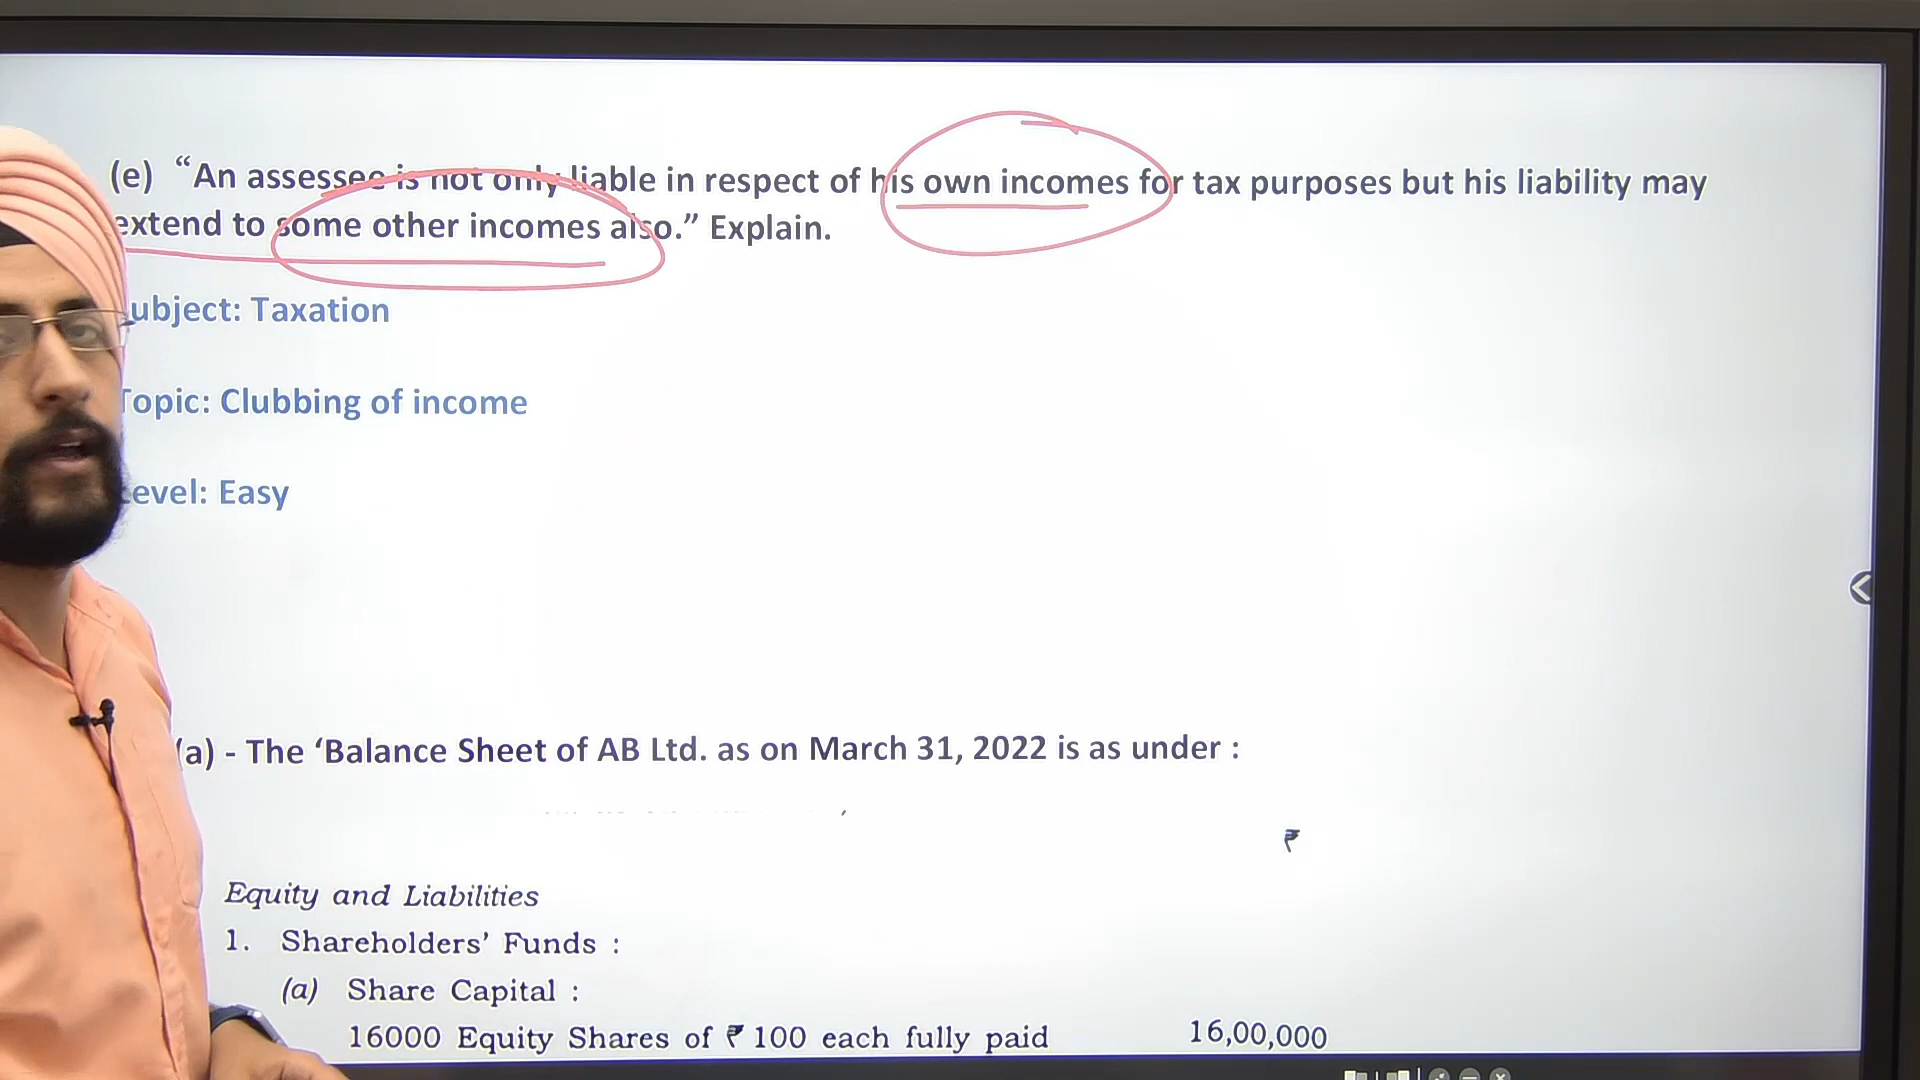 (e) “An assessee is not only liable in respect of his own incomes for tax purposes but his liability may
extend to some other incomes also.” Explain.
ubject: Taxation
Topic: Clubbing of income
evel: Easy
(a) - The ‘Balance Sheet of AB Ltd. as on March 31, 2022 is as under :
₹
Equity and Liabilities
1. Shareholders’ Funds :
(a) Share Capital :
16000 Equity Shares of ₹ 100 each fully paid 16,00,000